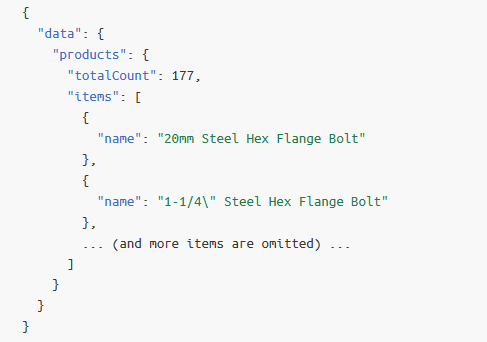 {
  "data": {
    "products": {
      "totalCount": 177,
      "items": [
        {
          "name": "20mm Steel Hex Flange Bolt"
        },
        {
          "name": "1-1/4\" Steel Hex Flange Bolt"
        },
        ... (and more items are omitted) ...
      ]
    }
  }
}